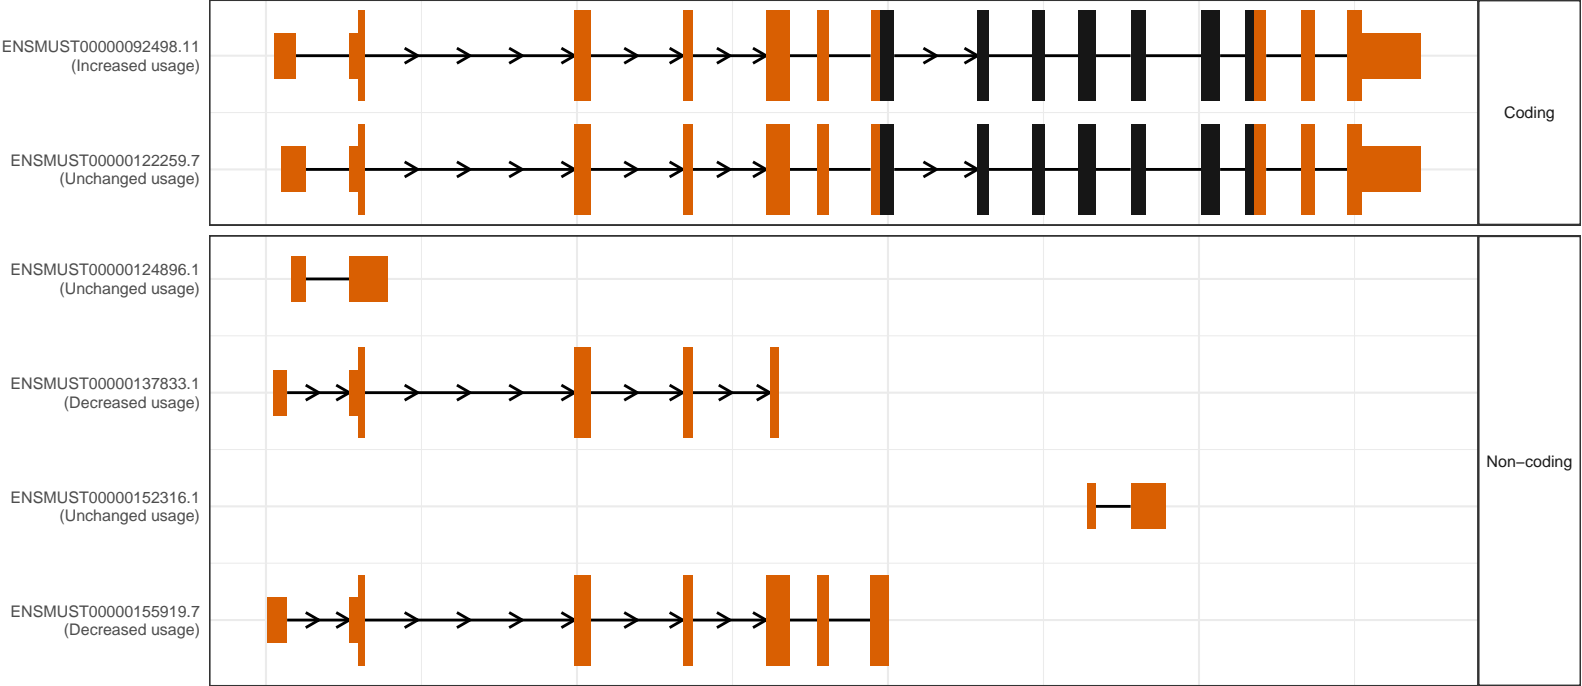 ENSMUST00000092498.11
(Increased usage)
ENSMUST00000122259.7
(Unchanged usage)
Coding
ENSMUST00000124896.1
(Unchanged usage)
ENSMUST00000137833.1
(Decreased usage)
ENSMUST00000152316.1
(Unchanged usage)
ENSMUST00000155919.7
(Decreased usage)
Non−coding